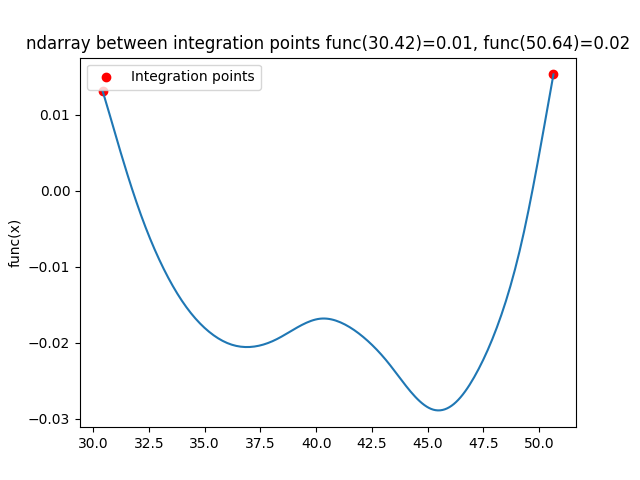 ndarray between integration points func(30.42)=0.01, func(50.64)=0.02
Integration points
func(x)
0.01
0.00
−0.01
−0.02
−0.03
30.0 32.5 35.0 37.5 40.0 42.5 45.0 47.5 50.0